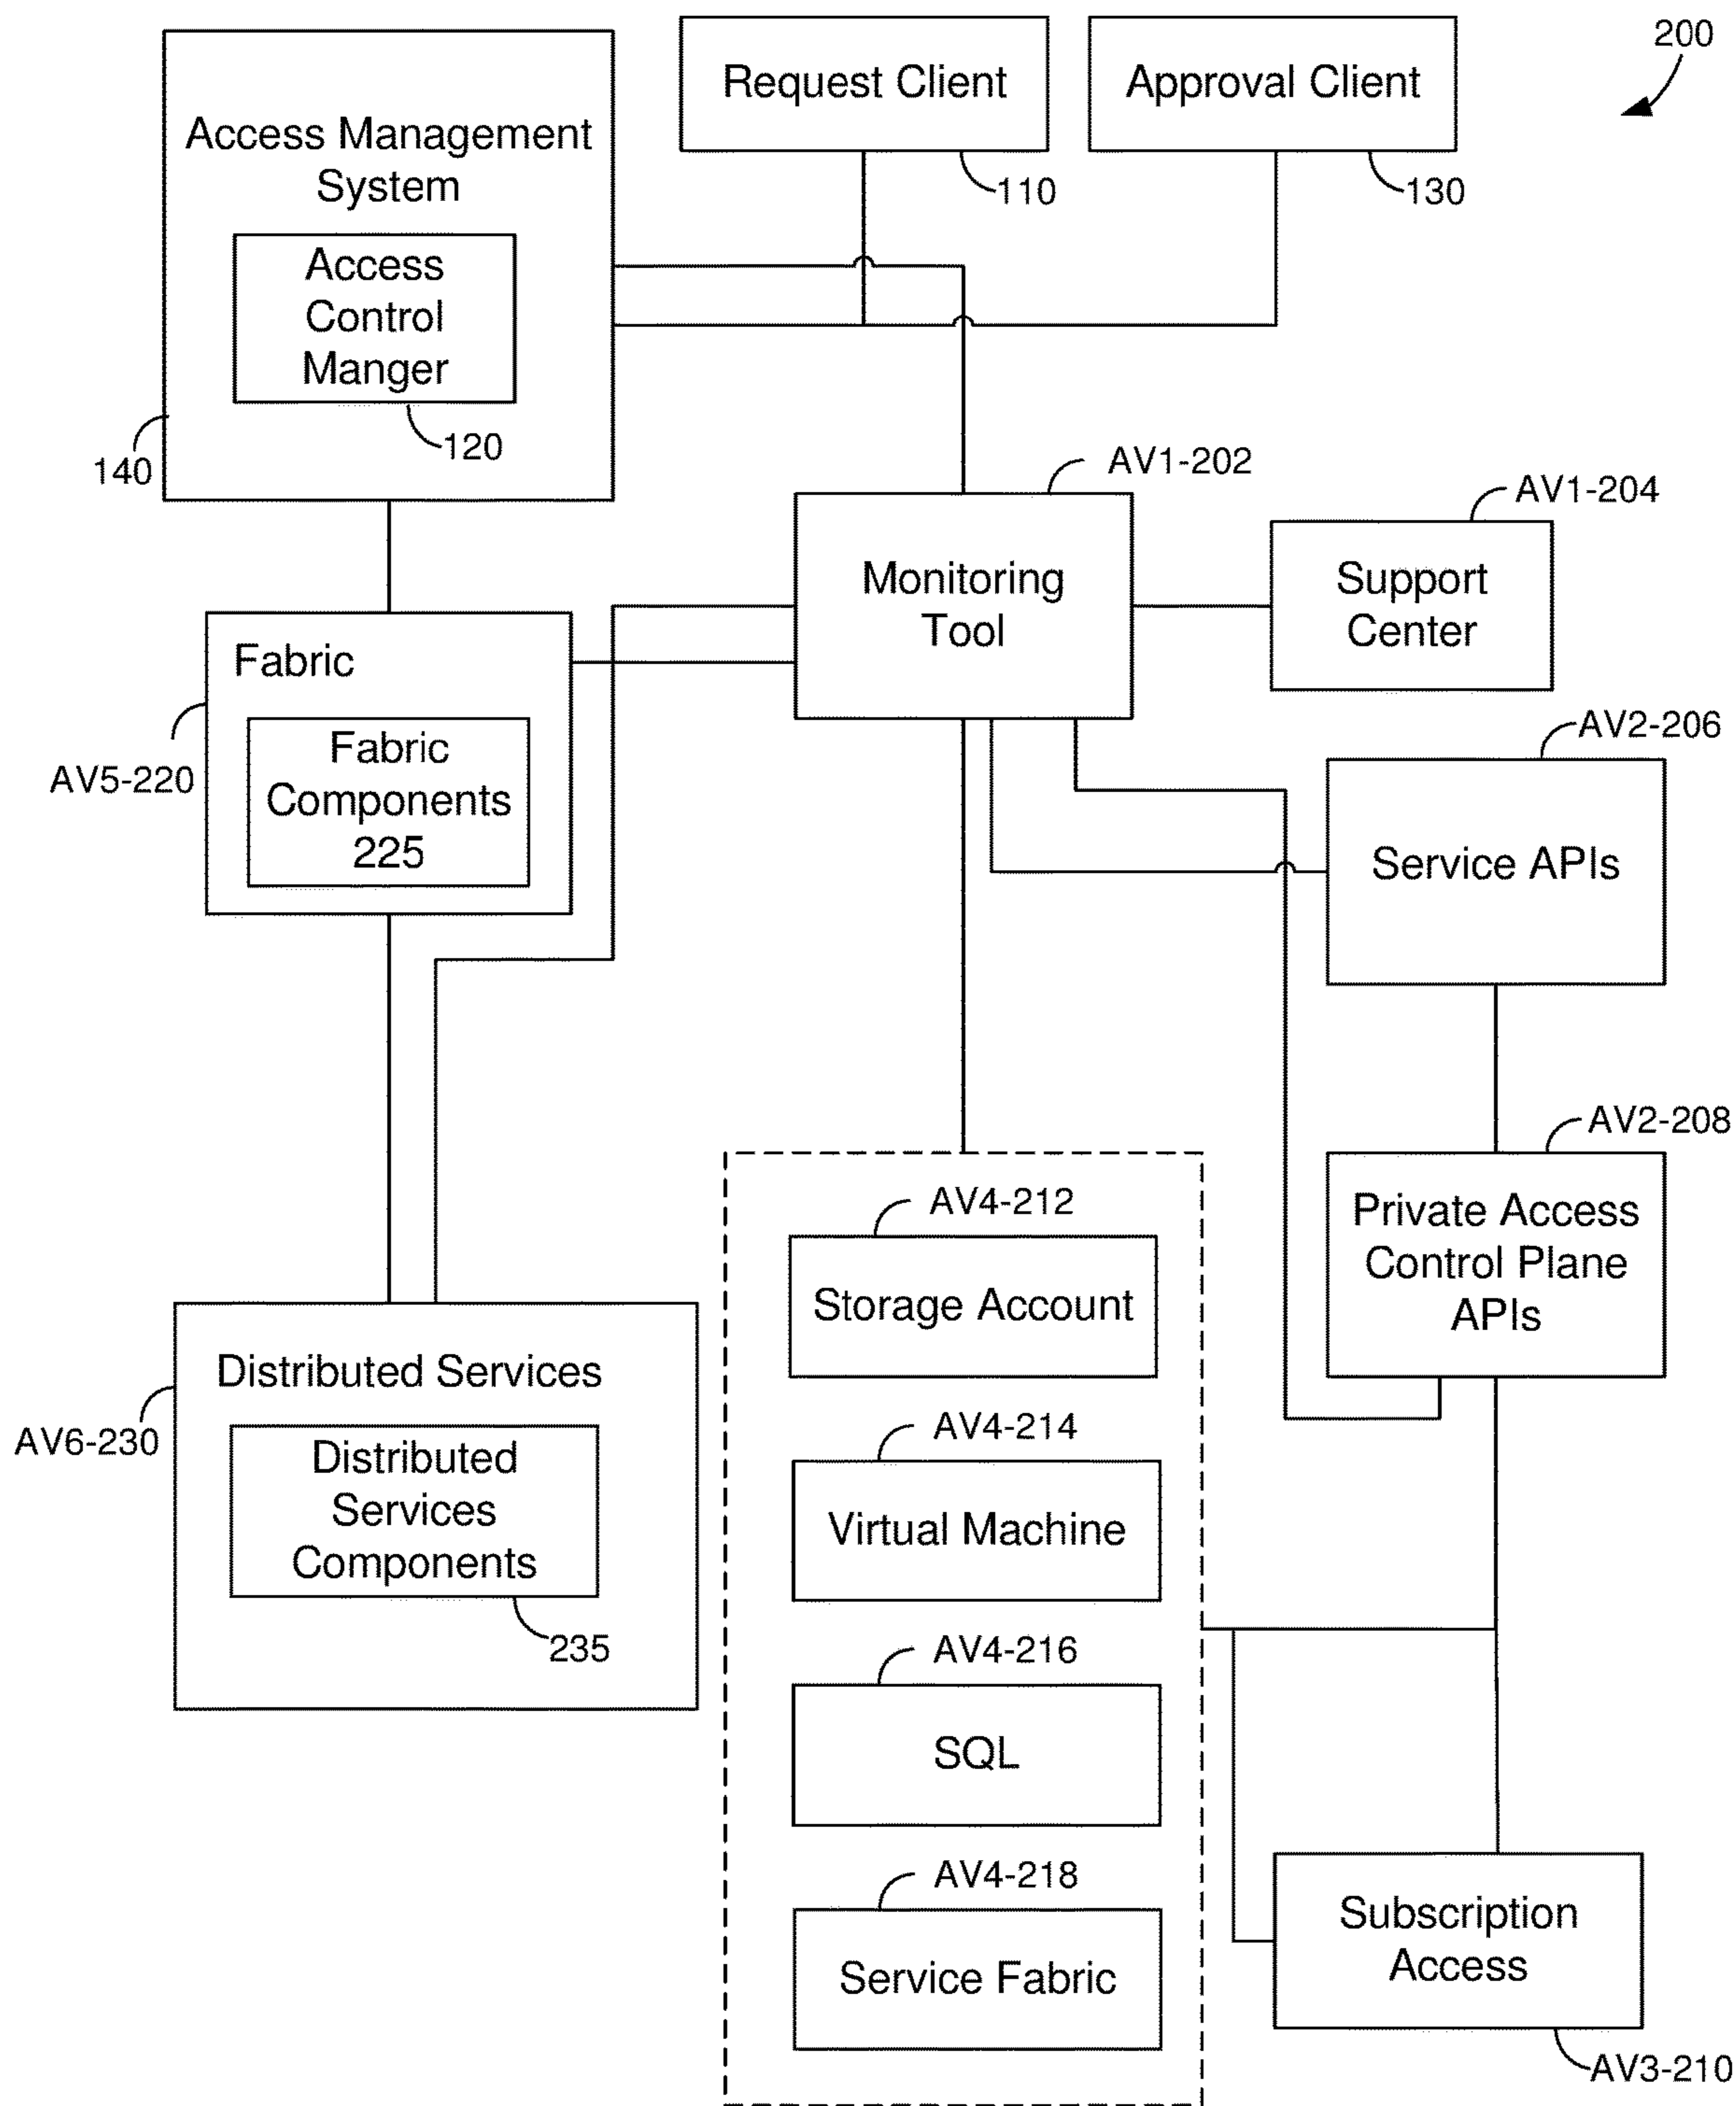 200
Request Client
110
Approval Client
130
Access Management
System
Access
Control
Manger
120
140
AV1-202
Monitoring
Tool
AV1-204
Support
Center
Fabric
Fabric
Components
225
AV5-220
AV2-206
Service APIs
AV2-208
Private Access
Control Plane
APIs
Distributed Services
Distributed
Services
Components
235
AV6-230
AV4-212
Storage Account
AV4-214
Virtual Machine
AV4-216
SQL
AV4-218
Service Fabric
Subscription
Access
AV3-210